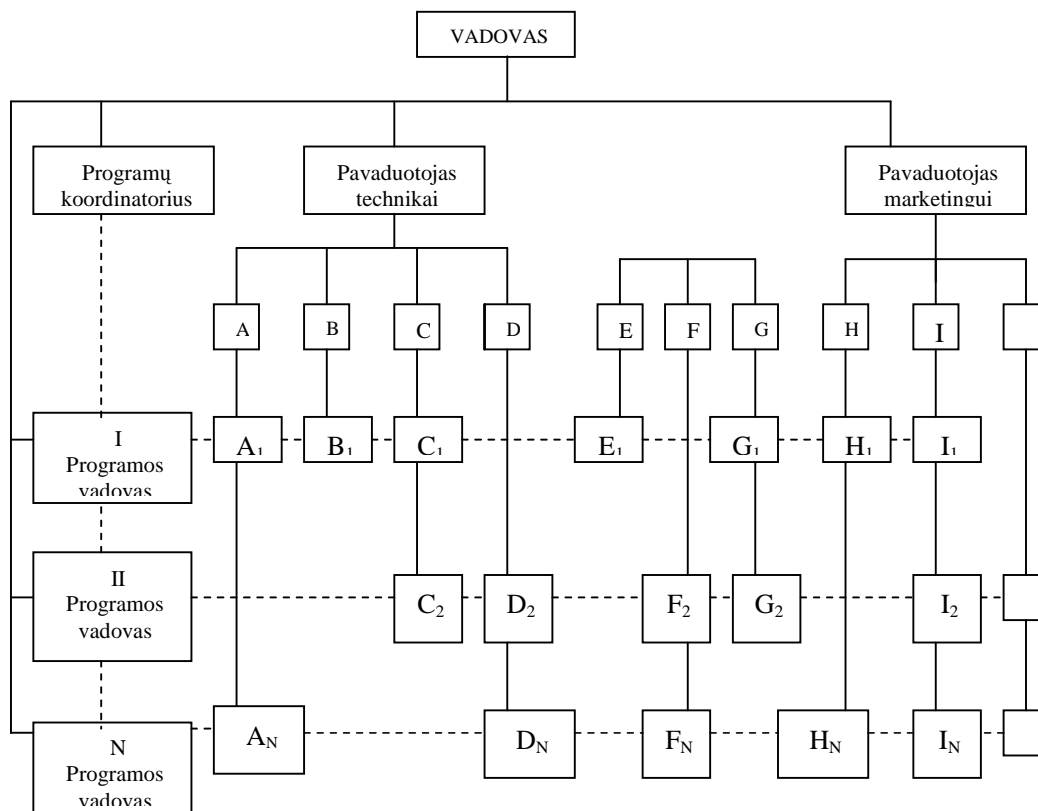 VADOVAS
Programų
koordinatorius
Pavaduotojas
technikai
Pavaduotojas
marketingui
A
B
C
D
E
F
G
H
I
I
Programos
vadovas
A₁
B₁
C₁
E₁
G₁
H₁
I₁
II
Programos
vadovas
C₂
D₂
F₂
G₂
I₂
N
Programos
vadovas
A_N
D_N
F_N
H_N
I_N